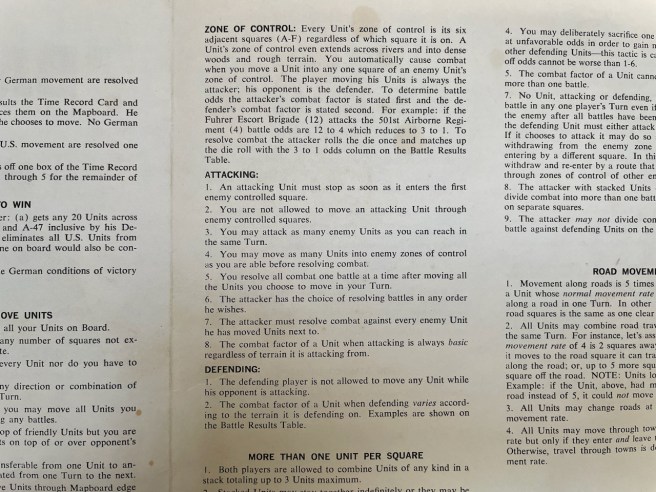 r German movement are resolved
sults the Time Record Card and
ces them on the Mapboard. He
he chooses to move. No German
U.S. movement are resolved one
s off one box of the Time Record
through 5 for the remainder of
TO WIN
er: (a) gets any 20 Units across
and A-47 inclusive by his De-
eliminates all U.S. Units from
ne on board would also be con-
e German conditions of victory
OVE UNITS
all your Units on Board.
any number of squares not ex-
te.
every Unit nor do you have to
ny direction or combination of
Turn.
you may move all Units you
ng any battles.
op of friendly Units but you are
ts on top of or over opponent's
nsferable from one Unit to an-
ated from one Turn to the next.
ve Units through Mapboard edge
ZONE OF CONTROL: Every Unit's zone of control is its six
adjacent squares (A-F) regardless of which square it is on. A
Unit's zone of control even extends across rivers and into dense
woods and rough terrain. You automatically cause combat
when you move a Unit into any one square of an enemy Unit's
zone of control. The player moving his Units is always the
attacker; his opponent is the defender. To determine battle
odds the attacker's combat factor is stated first and the de-
fender's combat factor is stated second. For example: if the
Fuhrer Escort Brigade (12) attacks the 501st Airborne Regi-
ment (4) battle odds are 12 to 4 which reduces to 3 to 1. To
resolve combat the attacker rolls the die once and matches up
the die roll with the 3 to 1 odds column on the Battle Results
Table.
ATTACKING:
1. An attacking Unit must stop as soon as it enters the first
enemy controlled square.
2. You are not allowed to move an attacking Unit through
enemy controlled squares.
3. You may attack as many enemy Units as you can reach in
the same Turn.
4. You may move as many Units into enemy zones of control
as you are able before resolving combat.
5. You resolve all combat one battle at a time after moving all
the Units you choose to move in your Turn.
6. The attacker has the choice of resolving battles in any order
he wishes.
7. The attacker must resolve combat against every enemy Unit
he has moved Units next to.
8. The combat factor of a Unit when attacking is always basic
regardless of terrain it is attacking from.
DEFENDING:
1. The defending player is not allowed to move any Unit while
his opponent is attacking.
2. The combat factor of a Unit when defending varies accord-
ing to the terrain it is defending on. Examples are shown on
the Battle Results Table.
MORE THAN ONE UNIT PER SQUARE
1. Both players are allowed to combine Units of any kind in a
stack totaling up to 3 Units maximum.
2. Stacked Units may stay together indefinitely or they may be
4. You may deliberately sacrifice one
at unfavorable odds in order to gain
other defending Units—this tactic is ca
off odds cannot be worse than 1-6.
5. The combat factor of a Unit cann
more than one battle.
7. No Unit, attacking or defending,
battle in any one player's Turn even if
the enemy after all battles have been
the defending Unit must either attack
If it chooses to attack it may do so
withdrawing from the enemy zone
entering by a different square. In thi
withdraw and re-enter by a route that
through zones of control of other en
8. The attacker with stacked Units
divide combat into more than one batt
on separate squares.
9. The attacker may not divide com
battle against defending Units on the
ROAD MOVEM
1. Movement along roads is 5 times
a Unit whose normal movement rate
along a road in one Turn. In other
road squares is the same as one clear
2. All Units may combine road trav
the same Turn. For instance, let's ass
movement rate of 4 is 2 squares away
it moves to the road square it can tra
along the road; or, up to 5 more squ
square off the road. NOTE: Units lo
Example: if the Unit, above, had m
road instead of 5, it could not move
3. All Units may change roads at
movement rate.
4. All Units may move through tow
rate but only if they enter and leave t
Otherwise, travel through towns is d
ment rate.